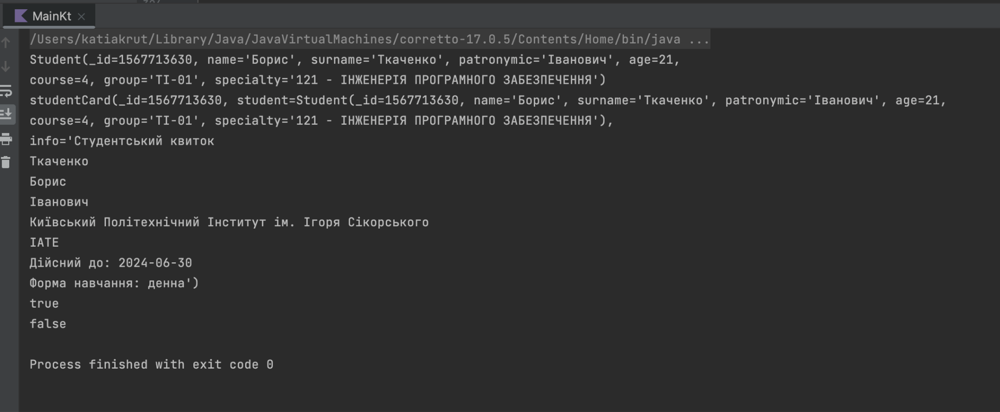 MainKt
/Users/katiakrut/Library/Java/JavaVirtualMachines/corretto-17.0.5/Contents/Home/bin/java ...
Student(_id=1567713630, name='Борис', surname='Ткаченко', patronymic='Іванович', age=21,
course=4, group='ТІ-01', specialty='121 - ІНЖЕНЕРІЯ ПРОГРАМНОГО ЗАБЕЗПЕЧЕННЯ')
studentCard(_id=1567713630, student=Student(_id=1567713630, name='Борис', surname='Ткаченко', patronymic='Іванович', age=21,
course=4, group='ТІ-01', specialty='121 - ІНЖЕНЕРІЯ ПРОГРАМНОГО ЗАБЕЗПЕЧЕННЯ'),
info='Студентський квиток
Ткаченко
Борис
Іванович
Київський Політехнічний Інститут ім. Ігоря Сікорського
ІАТЕ
Дійсний до: 2024-06-30
Форма навчання: денна')
true
false
Process finished with exit code 0